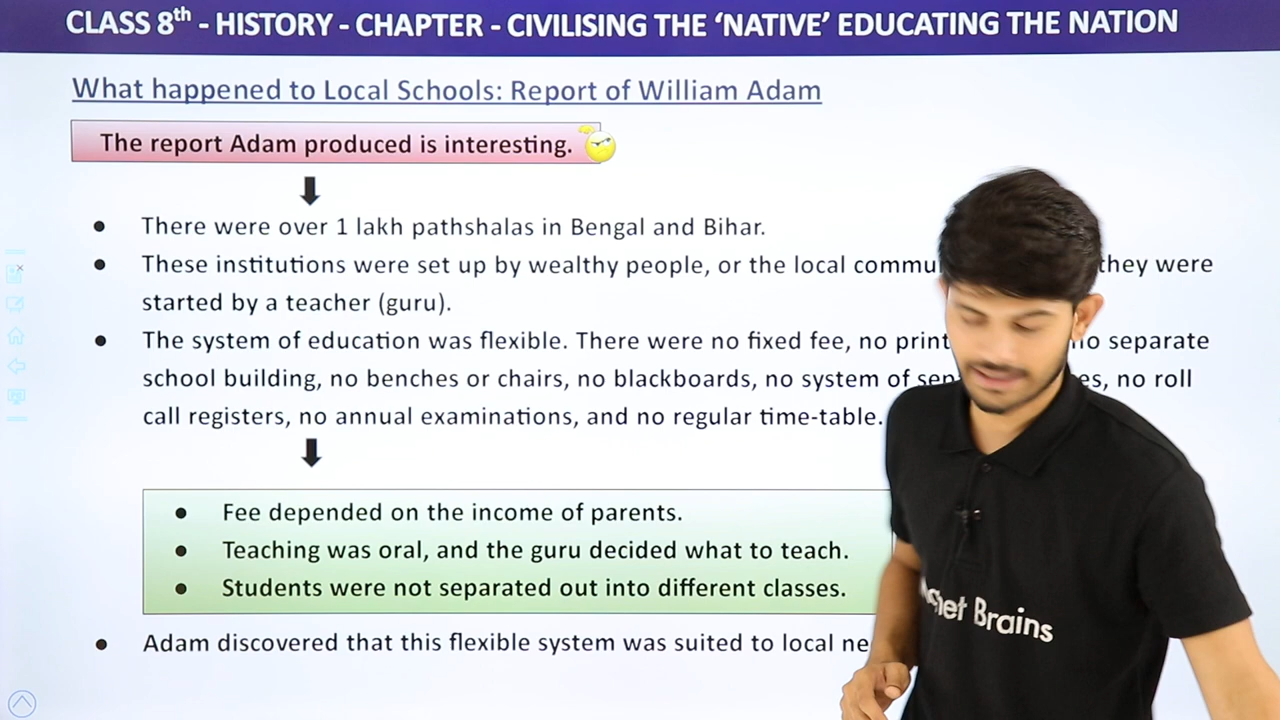 CLASS 8th - HISTORY - CHAPTER - CIVILISING THE ‘NATIVE’ EDUCATING THE NATION
What happened to Local Schools: Report of William Adam
The report Adam produced is interesting.
● There were over 1 lakh pathshalas in Bengal and Bihar.
● These institutions were set up by wealthy people, or the local they were
started by a teacher (guru).
● The system of education was flexible. There were no fixed fee, no separate
school building, no benches or chairs, no blackboards, no system of no roll
call registers, no annual examinations, and no regular time-table.
● Fee depended on the income of parents.
● Teaching was oral, and the guru decided what to teach.
● Students were not separated out into different classes.
● Adam discovered that this flexible system was suited to local
Brains